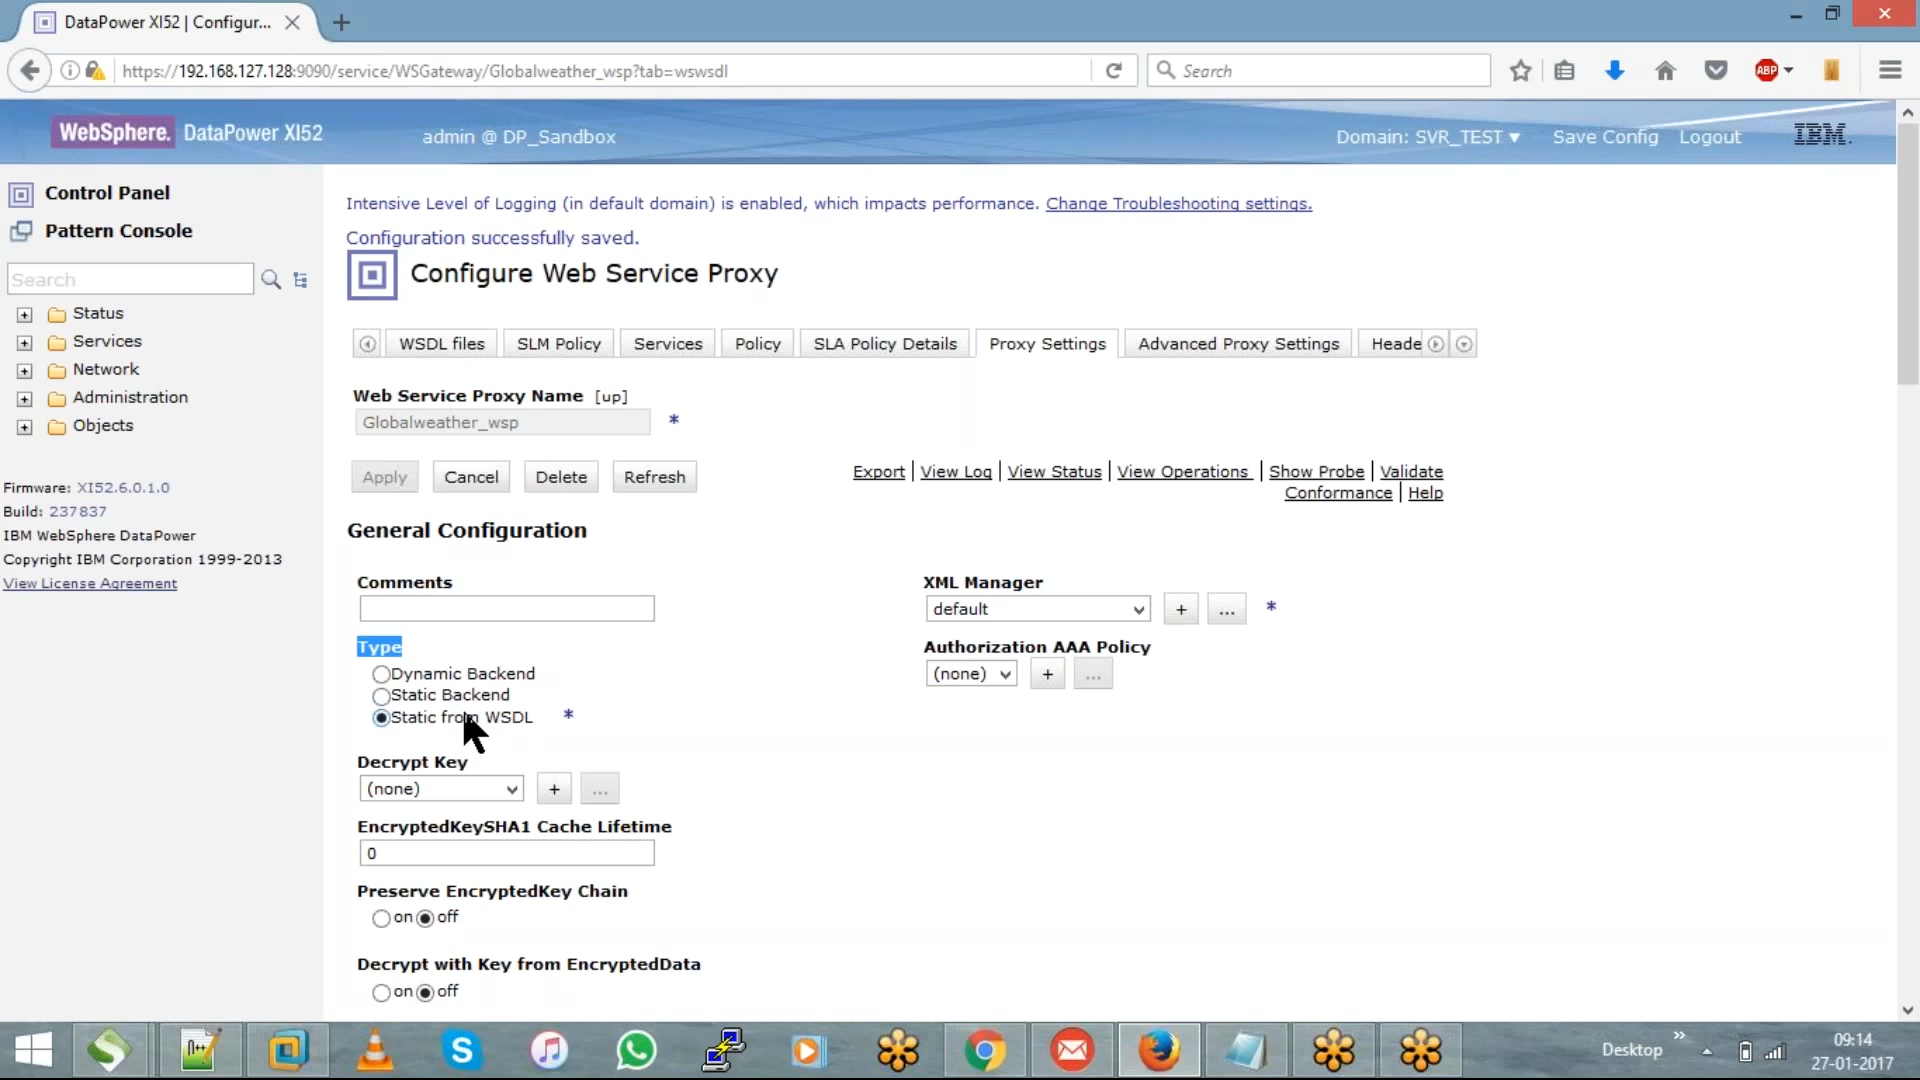 DataPower XI52 | Configur...
https://192.168.127.128:9090/service/WSGateway/Globalweather_wsp?tab=wswsdl
Search
ABP
WebSphere. DataPower XI52
admin @ DP_Sandbox
Domain: SVR_TEST
Save Config
Logout
IBM.
Control Panel
Pattern Console
Search
Status
Services
Network
Administration
Objects
Firmware: XI52.6.0.1.0
Build: 237837
IBM WebSphere DataPower
Copyright IBM Corporation 1999-2013
View License Agreement
Intensive Level of Logging (in default domain) is enabled, which impacts performance. Change Troubleshooting settings.
Configuration successfully saved.
Configure Web Service Proxy
WSDL files
SLM Policy
Services
Policy
SLA Policy Details
Proxy Settings
Advanced Proxy Settings
Heade
Web Service Proxy Name [up]
Globalweather_wsp *
Apply
Cancel
Delete
Refresh
Export | View Log | View Status | View Operations | Show Probe | Validate
Conformance | Help
General Configuration
Comments
Type
Dynamic Backend
Static Backend
Static from WSDL *
Decrypt Key
(none) + ...
EncryptedKeySHA1 Cache Lifetime
0
Preserve EncryptedKey Chain
on off
Decrypt with Key from EncryptedData
on off
XML Manager
default + ... *
Authorization AAA Policy
(none) + ...
Desktop
09:14
27-01-2017